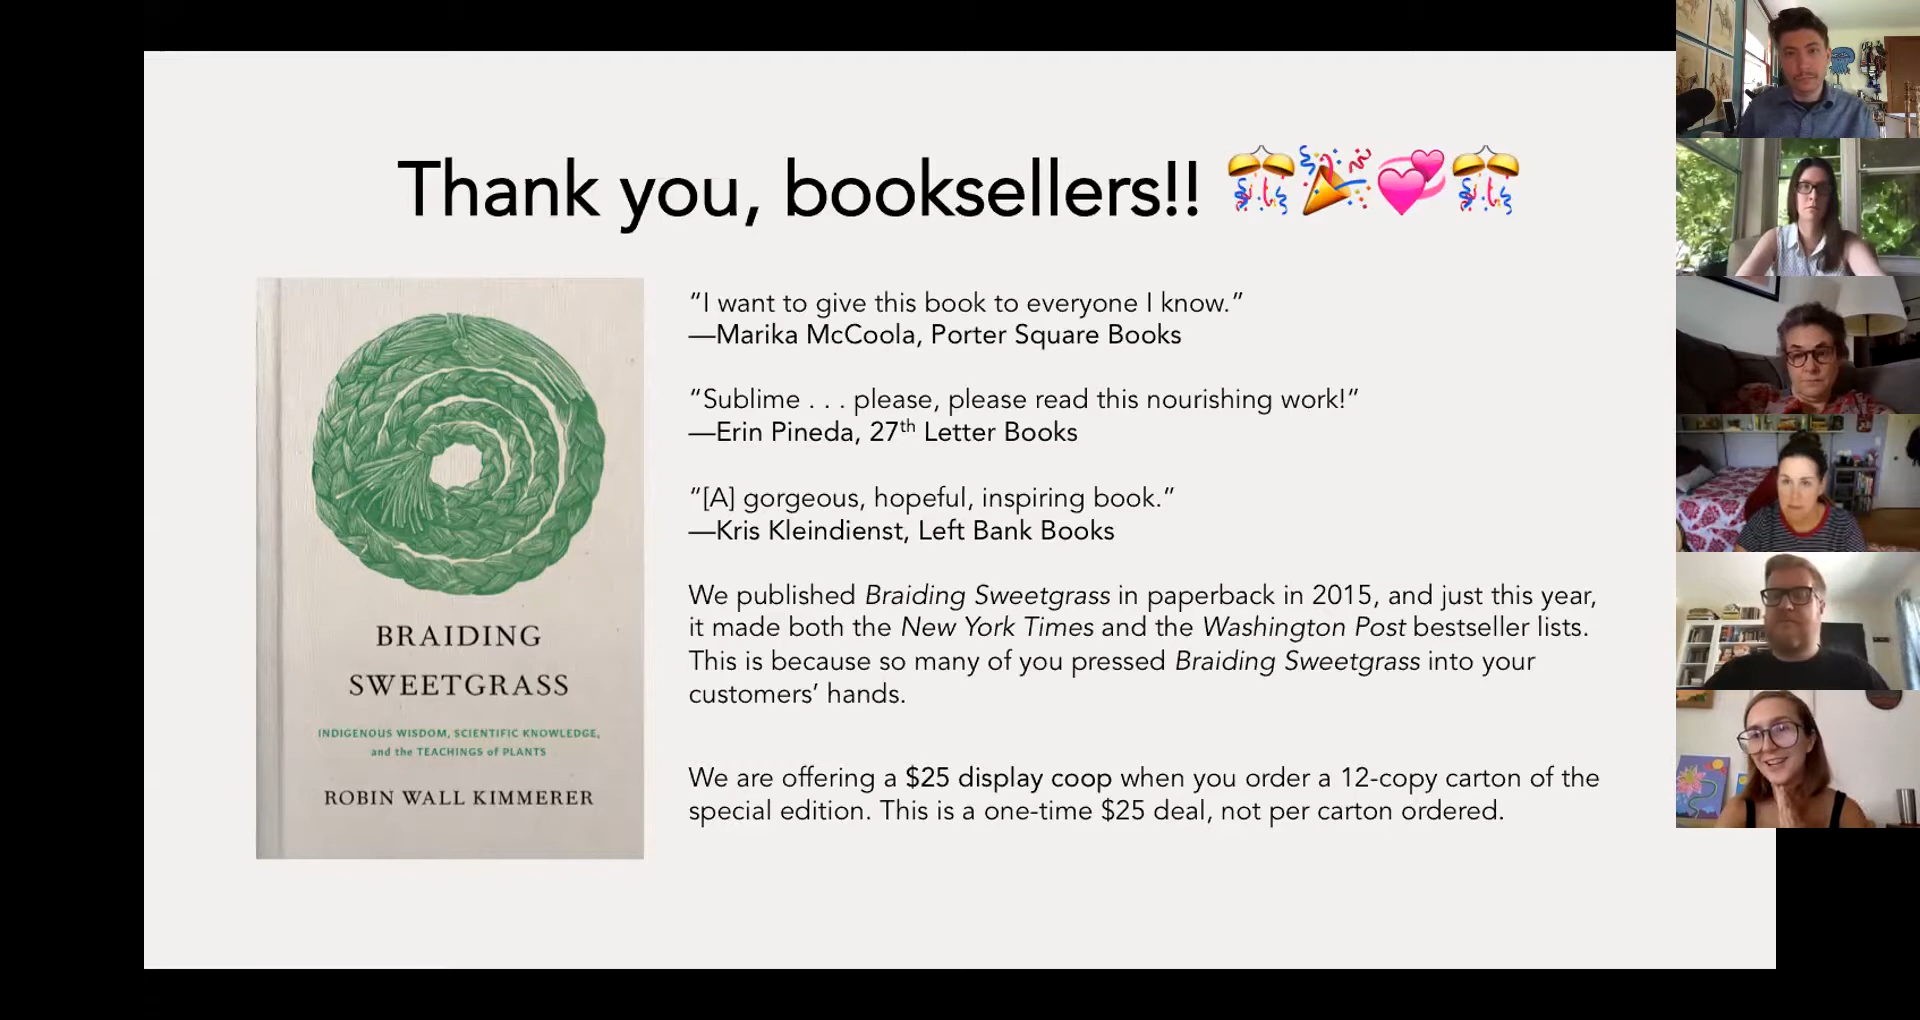 Thank you, booksellers!! 🎊🎉💞🎊
BRAIDING
SWEETGRASS
INDIGENOUS WISDOM, SCIENTIFIC KNOWLEDGE,
and the TEACHINGS of PLANTS
ROBIN WALL KIMMERER
“I want to give this book to everyone I know.”
—Marika McCoola, Porter Square Books
“Sublime . . . please, please read this nourishing work!”
—Erin Pineda, 27th Letter Books
“[A] gorgeous, hopeful, inspiring book.”
—Kris Kleindienst, Left Bank Books
We published Braiding Sweetgrass in paperback in 2015, and just this year,
it made both the New York Times and the Washington Post bestseller lists.
This is because so many of you pressed Braiding Sweetgrass into your
customers’ hands.
We are offering a $25 display coop when you order a 12-copy carton of the
special edition. This is a one-time $25 deal, not per carton ordered.